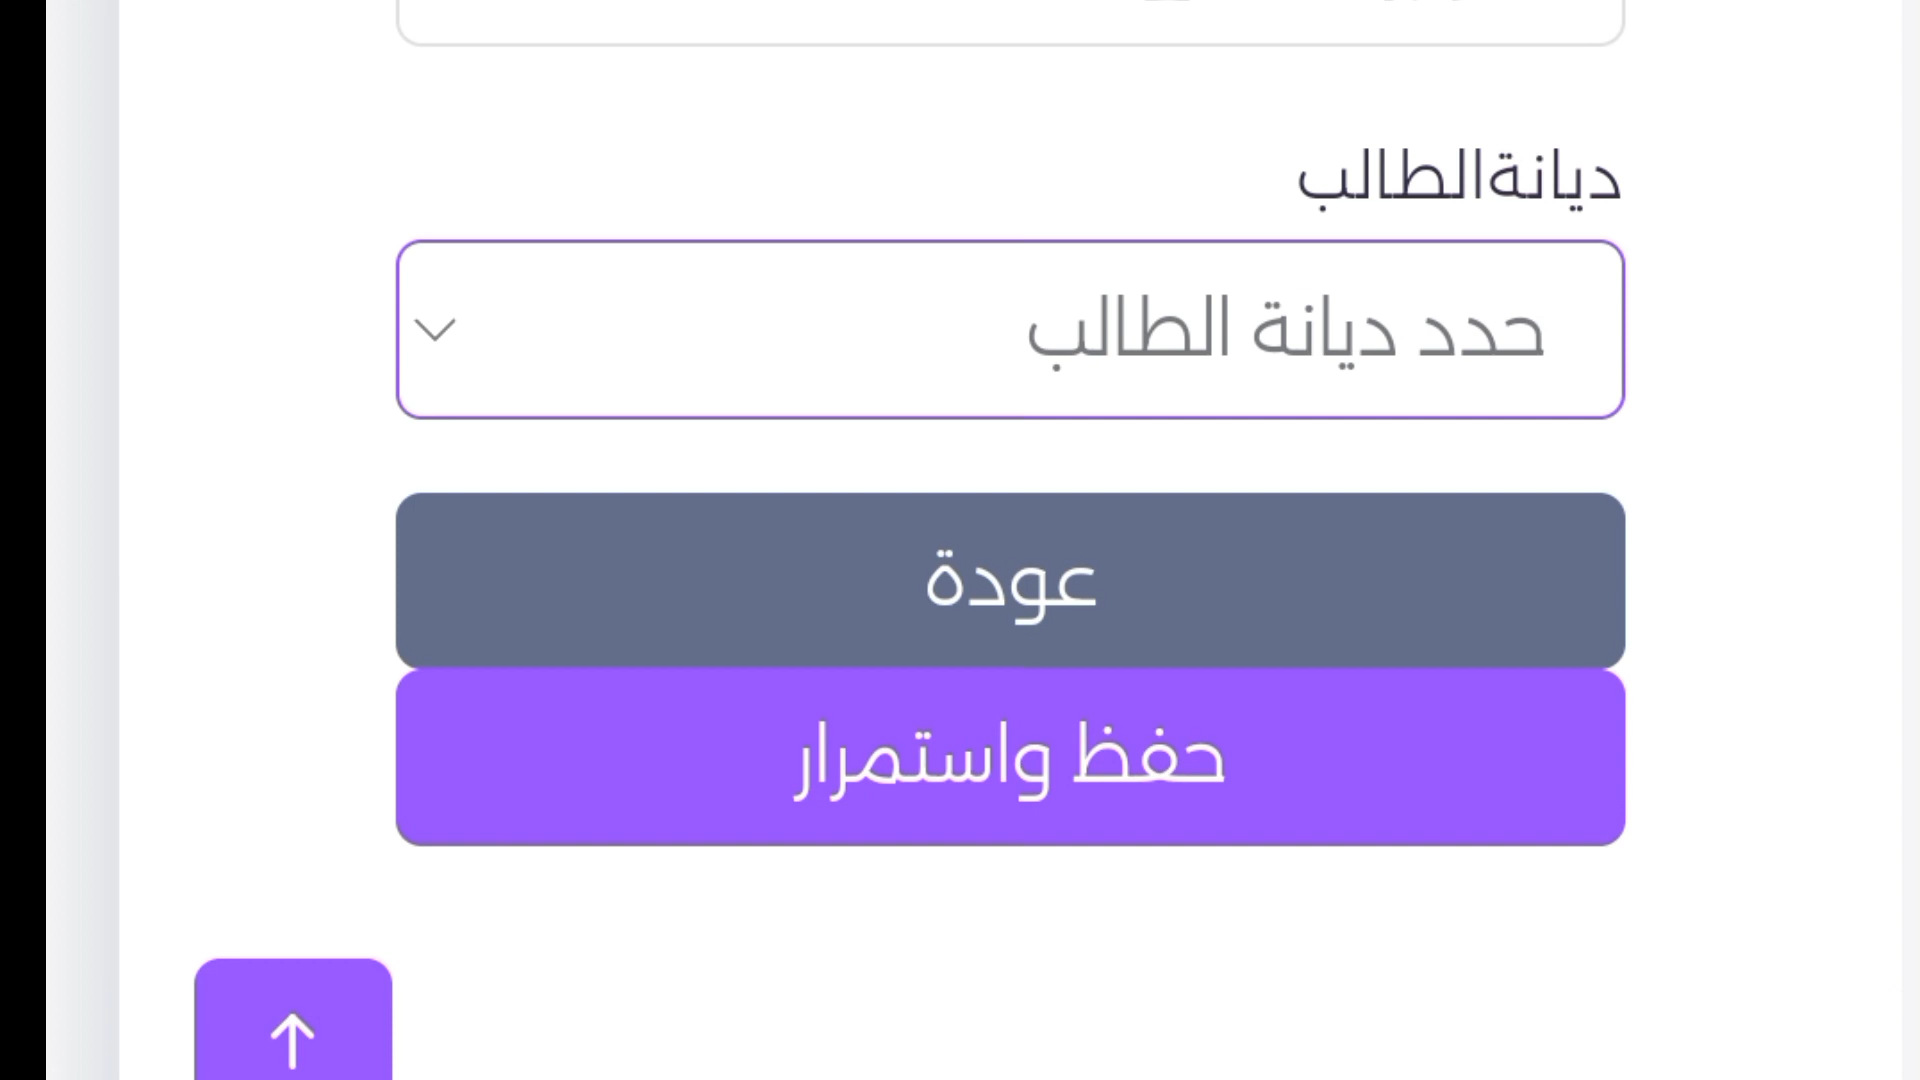 ديانةالطالب
حدد ديانة الطالب
عودة
حفظ واستمرار